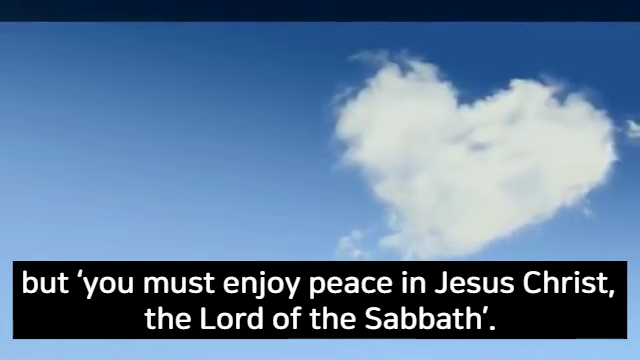 but ‘you must enjoy peace in Jesus Christ,
the Lord of the Sabbath’.